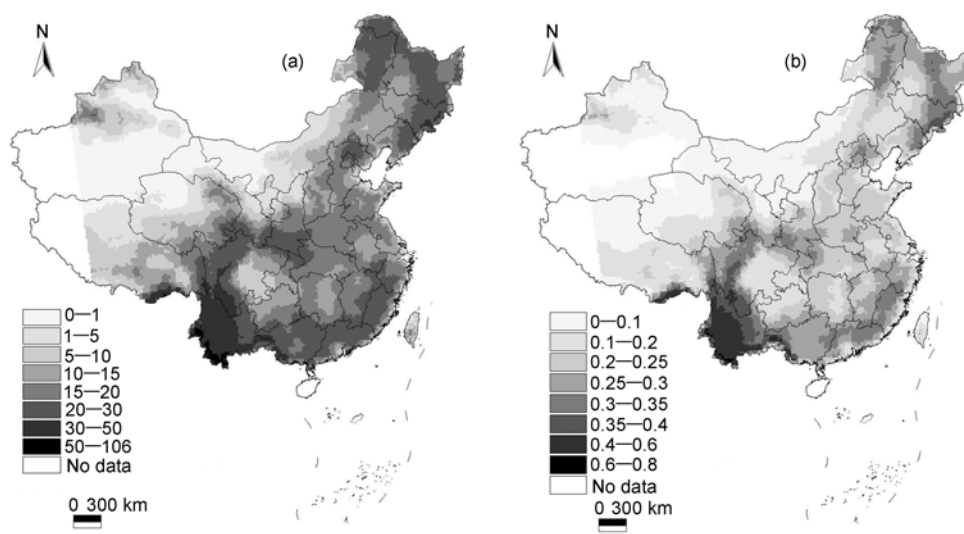 N
(a)
0—1
1—5
5—10
10—15
15—20
20—30
30—50
50—106
No data
0 300 km
N
(b)
0—0.1
0.1—0.2
0.2—0.25
0.25—0.3
0.3—0.35
0.35—0.4
0.4—0.6
0.6—0.8
No data
0 300 km